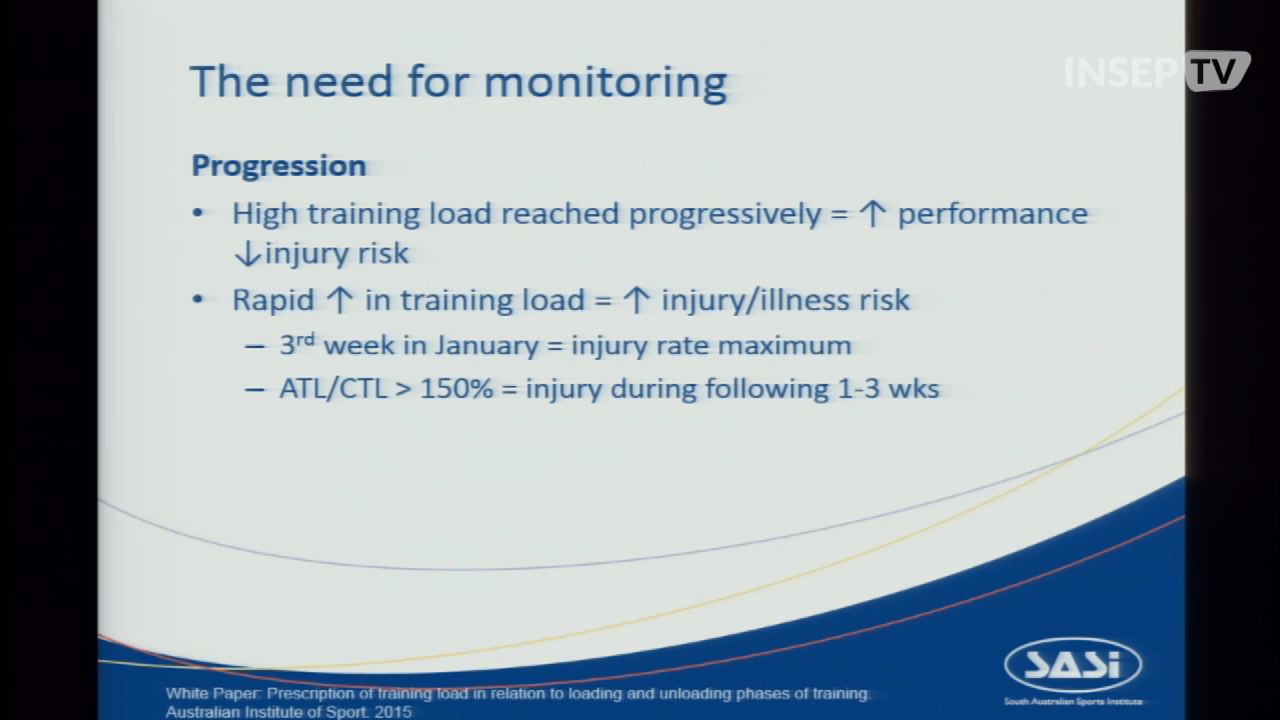 INSEP TV
The need for monitoring
Progression
• High training load reached progressively = ↑ performance
↓injury risk
• Rapid ↑ in training load = ↑ injury/illness risk
– 3rd week in January = injury rate maximum
– ATL/CTL > 150% = injury during following 1-3 wks
SASi
South Australian Sports Institute
White Paper: Prescription of training load in relation to loading and unloading phases of training.
Australian Institute of Sport. 2015